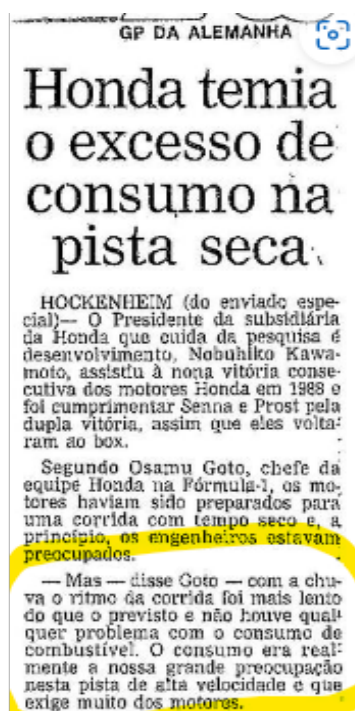 GP DA ALEMANHA
Honda temia
o excesso de
consumo na
pista seca
HOCKENHEIM (do enviado espe-
cial)— O Presidente da subsidiária
da Honda que cuida da pesquisa é
desenvolvimento, Nobuhiko Kawa-
moto, assistiu à nona vitória conse-
cutiva dos motores Honda em 1988 e
foi cumprimentar Senna e Prost pela
dupla vitória, assim que eles volta-
ram ao box.
Segundo Osamu Goto, chefe da
equipe Honda na Fórmula-1, os mo-
tores haviam sido preparados para
uma corrida com tempo seco e, a
princípio, os engenheiros estavam
preocupados.
— Mas — disse Goto — com a chu-
va o ritmo da corrida foi mais lento
do que o previsto e não houve qual-
quer problema com o consumo de
combustível. O consumo era real-
mente a nossa grande preocupação
nesta pista de alta velocidade e que
exige muito dos motores.